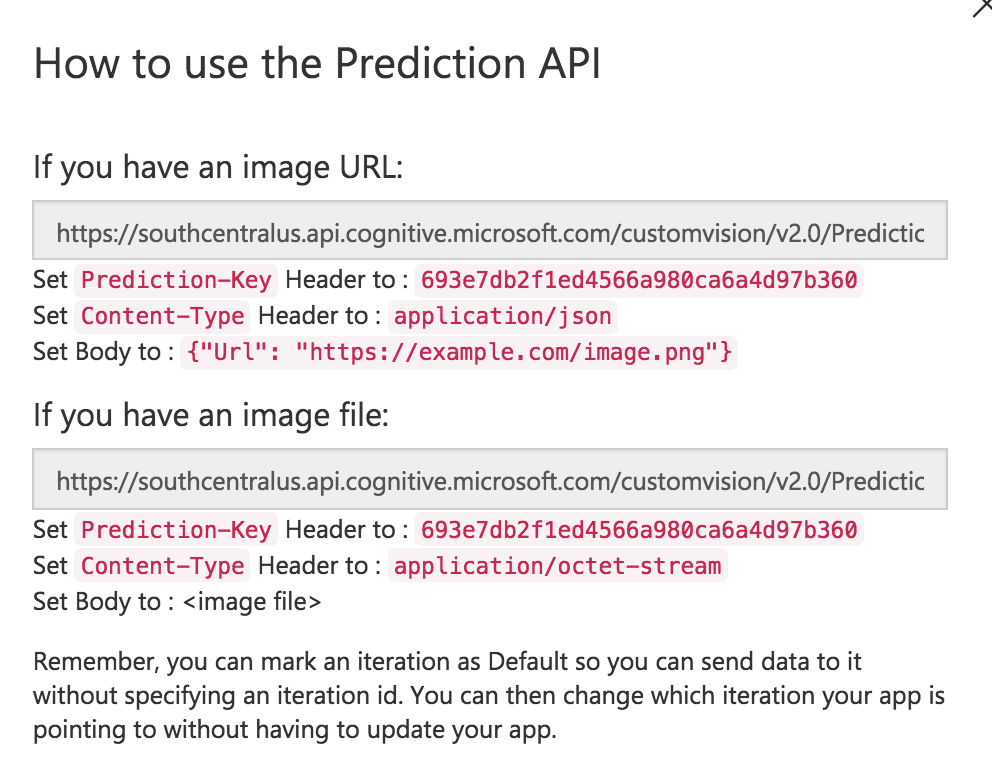 How to use the Prediction API
If you have an image URL:
https://southcentralus.api.cognitive.microsoft.com/customvision/v2.0/Predictic
Set Prediction-Key Header to : 693e7db2f1ed4566a980ca6a4d97b360
Set Content-Type Header to : application/json
Set Body to : {"Url": "https://example.com/image.png"}
If you have an image file:
https://southcentralus.api.cognitive.microsoft.com/customvision/v2.0/Predictic
Set Prediction-Key Header to : 693e7db2f1ed4566a980ca6a4d97b360
Set Content-Type Header to : application/octet-stream
Set Body to : <image file>
Remember, you can mark an iteration as Default so you can send data to it
without specifying an iteration id. You can then change which iteration your app is
pointing to without having to update your app.